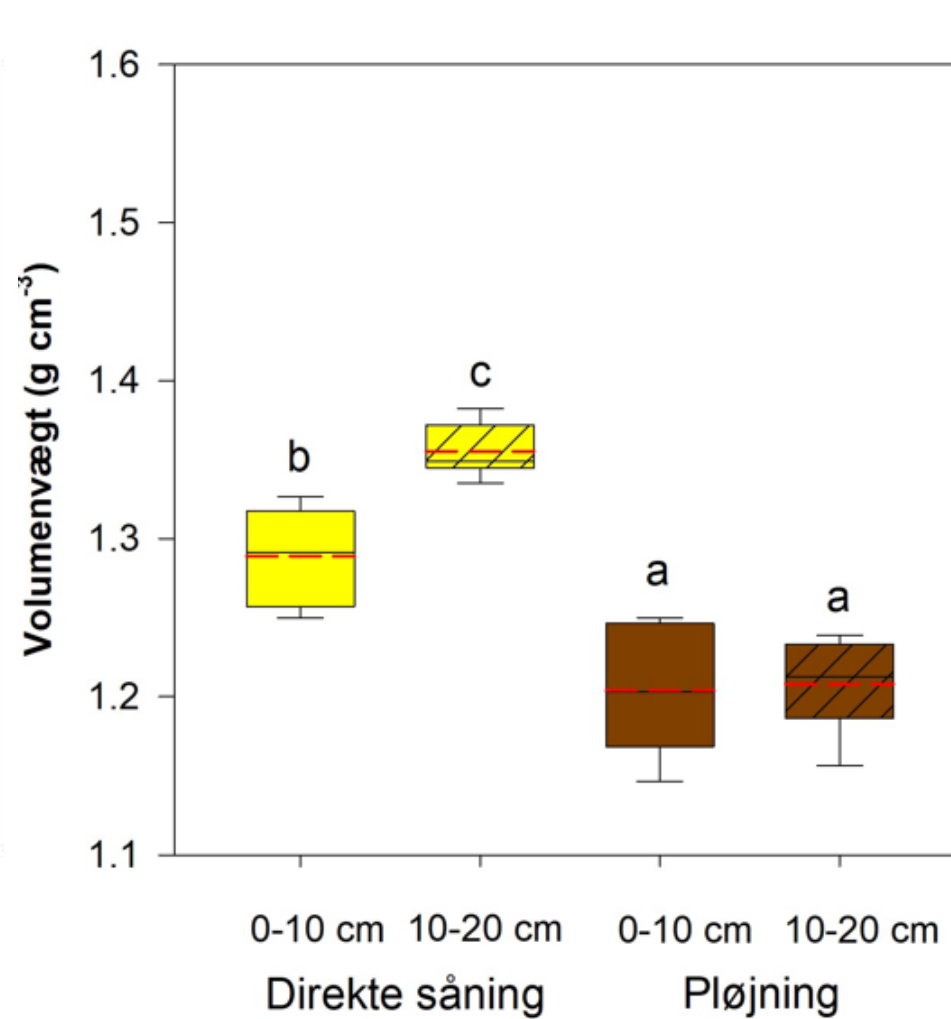 1.6
1.5
1.4
1.3
1.2
1.1
Volumenvægt (g cm⁻³)
b
c
a
a
0-10 cm 10-20 cm 0-10 cm 10-20 cm
Direkte såning Pløjning